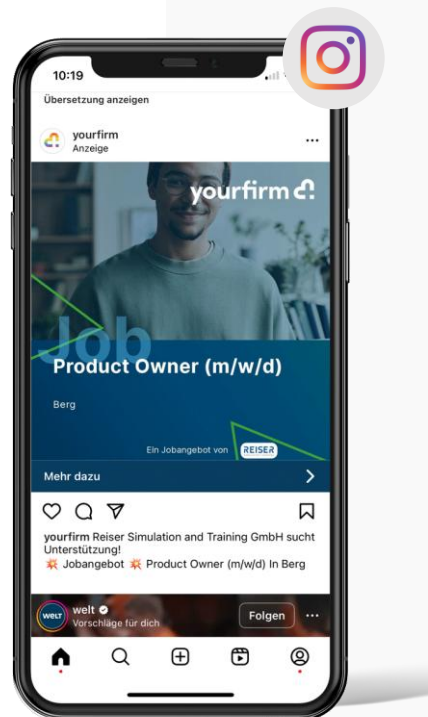 10:19
Übersetzung anzeigen
yourfirm
Anzeige
yourfirm
Job
Product Owner (m/w/d)
Berg
Ein Jobangebot von REISER
Mehr dazu
yourfirm Reiser Simulation and Training GmbH sucht
Unterstützung!
💥 Jobangebot 💥 Product Owner (m/w/d) In Berg
WELT
welt
Vorschläge für dich
Folgen